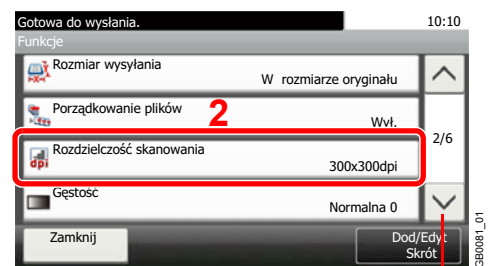 Gotowa do wysłania. 10:10
Funkcje
Rozmiar wysyłania
W rozmiarze oryginału
Porządkowanie plików
2
Wył.
2/6
Rozdzielczość skanowania
dpi
300x300dpi
Gęstość
Normalna 0
Zamknij
Dod/Edyt
Skrót
GB0081_01